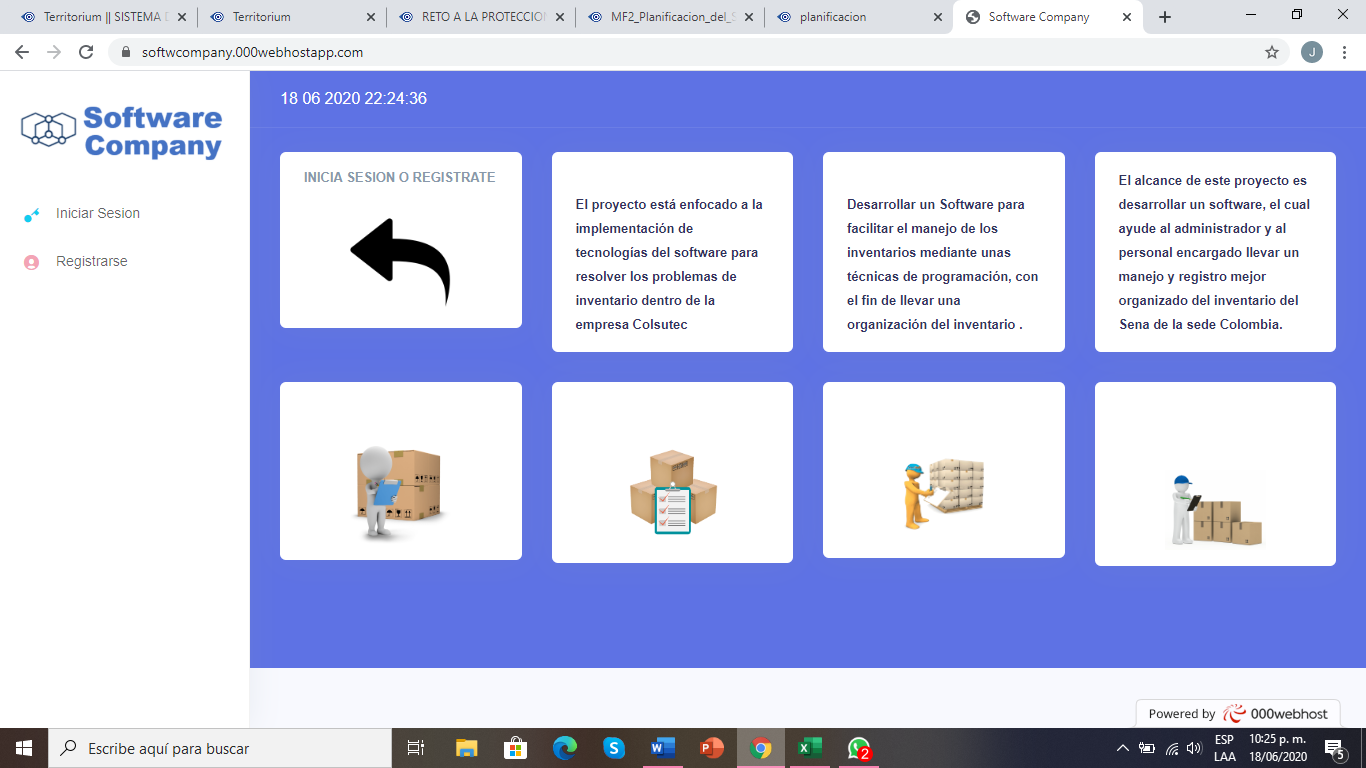 Territorium || SISTEMA D
Territorium
RETO A LA PROTECCION
MF2_Planificacion_del_S
planificacion
Software Company
softwcompany.000webhostapp.com
J
Software
Company
Iniciar Sesion
Registrarse
18 06 2020 22:24:36
INICIA SESION O REGISTRATE
El proyecto está enfocado a la
implementación de
tecnologías del software para
resolver los problemas de
inventario dentro de la
empresa Colsutec
Desarrollar un Software para
facilitar el manejo de los
inventarios mediante unas
técnicas de programación, con
el fin de llevar una
organización del inventario .
El alcance de este proyecto es
desarrollar un software, el cual
ayude al administrador y al
personal encargado llevar un
manejo y registro mejor
organizado del inventario del
Sena de la sede Colombia.
Powered by 000webhost
Escribe aquí para buscar
2
ESP
LAA
10:25 p. m.
18/06/2020
5